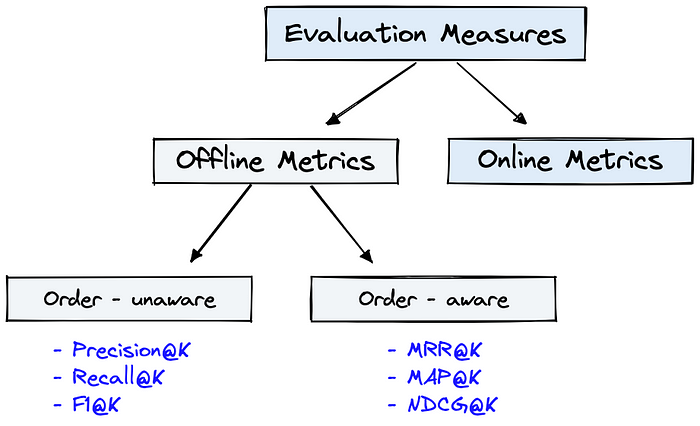 Evaluation Measures
Offline Metrics
Online Metrics
Order - unaware
Order - aware
- Precision@K
- Recall@K
- F1@K
- MRR@K
- MAP@K
- NDCG@K